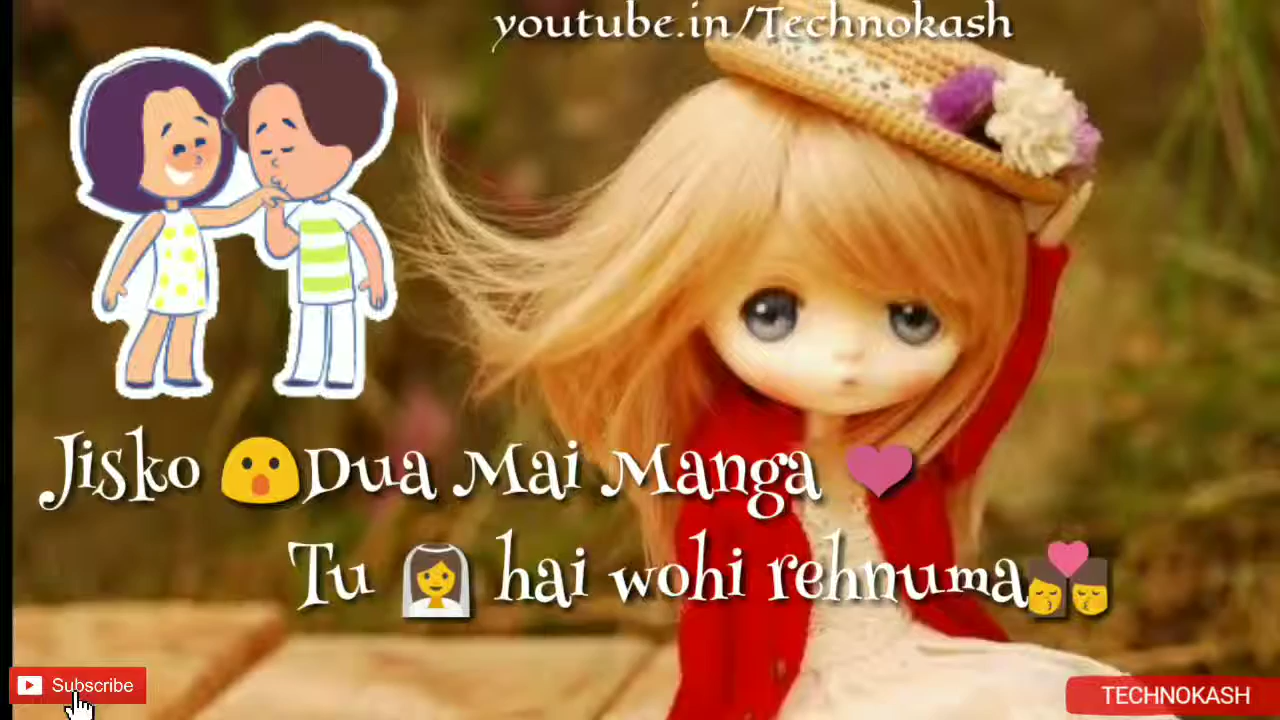 youtube.in/Technokash
Jisko 😮Dua Mai Manga ❤
Tu 👰 hai wohi rehnuma💏
Subscribe
TECHNOKASH